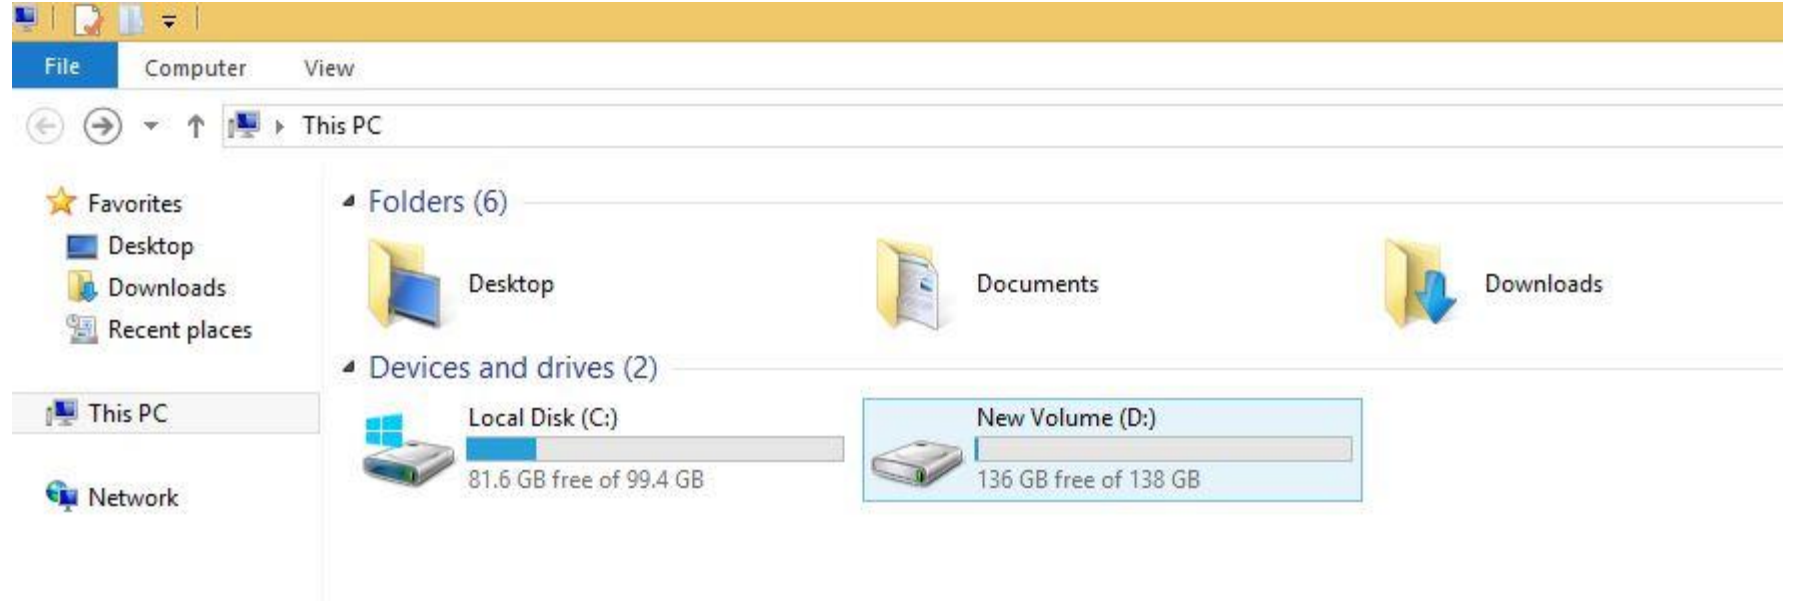 File Computer View
This PC
Favorites
Desktop
Downloads
Recent places
This PC
Network
Folders (6)
Desktop Documents Downloads
Devices and drives (2)
Local Disk (C:)
81.6 GB free of 99.4 GB
New Volume (D:)
136 GB free of 138 GB